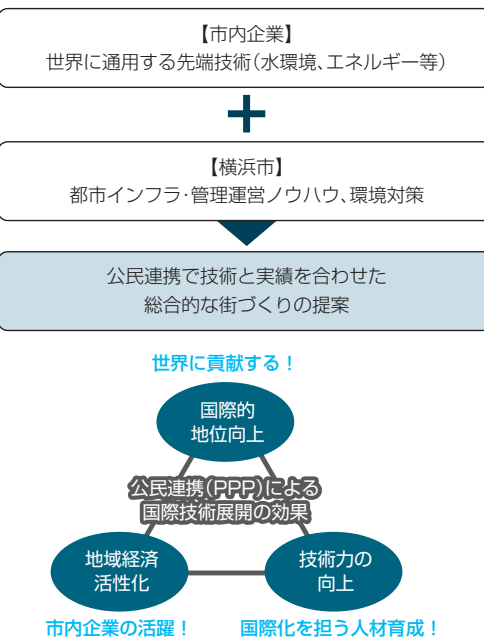 【市内企業】
世界に通用する先端技術(水環境、エネルギー等)
+
【横浜市】
都市インフラ・管理運営ノウハウ、環境対策
公民連携で技術と実績を合わせた
総合的な街づくりの提案
世界に貢献する！
国際的
地位向上
公民連携(PPP)による
国際技術展開の効果
地域経済
活性化
技術力の
向上
市内企業の活躍！
国際化を担う人材育成！